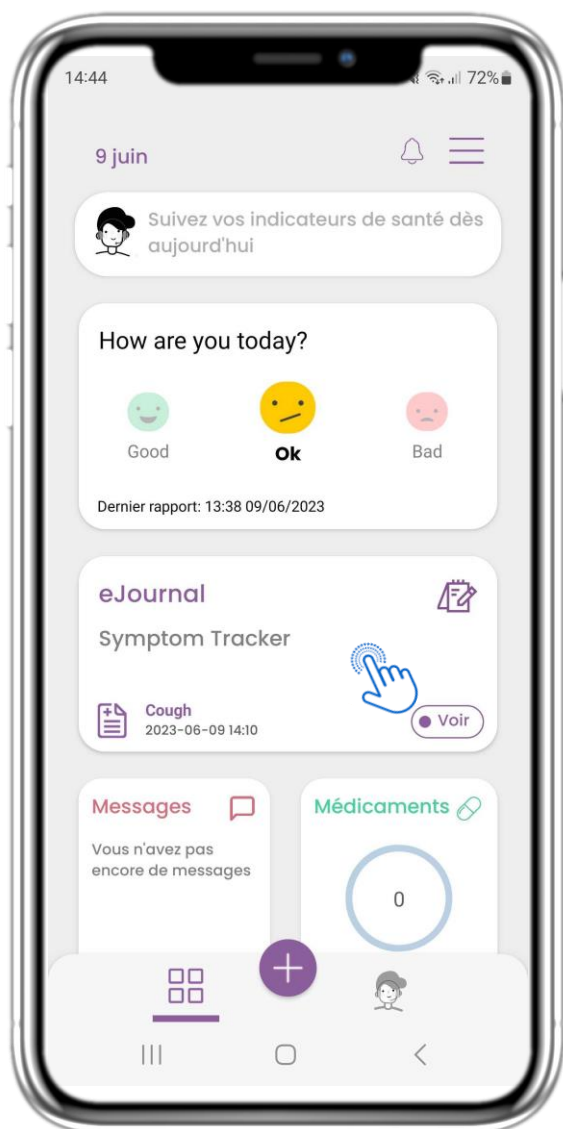 14:44
72%
9 juin
Suivez vos indicateurs de santé dès
aujourd'hui
How are you today?
Good
Ok
Bad
Dernier rapport: 13:38 09/06/2023
eJournal
Symptom Tracker
Cough
2023-06-09 14:10
Voir
Messages
Médicaments
Vous n'avez pas
encore de messages
0